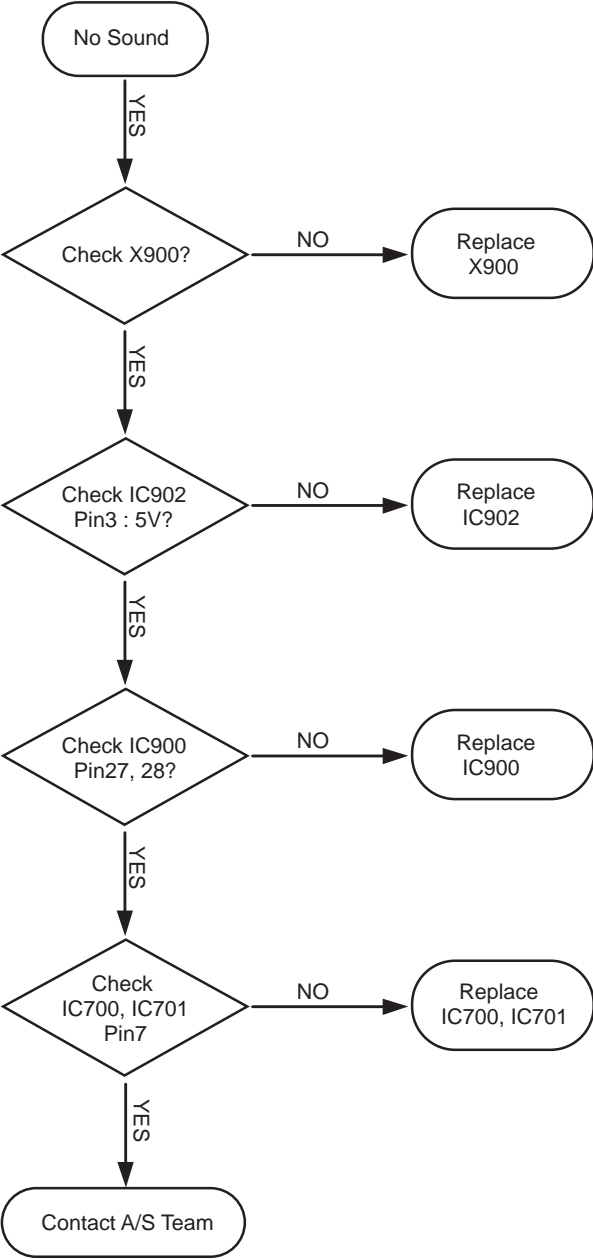 No Sound
YES
Check X900?
NO
Replace
X900
YES
Check IC902
Pin3 : 5V?
NO
Replace
IC902
YES
Check IC900
Pin27, 28?
NO
Replace
IC900
YES
Check
IC700, IC701
Pin7
NO
Replace
IC700, IC701
YES
Contact A/S Team